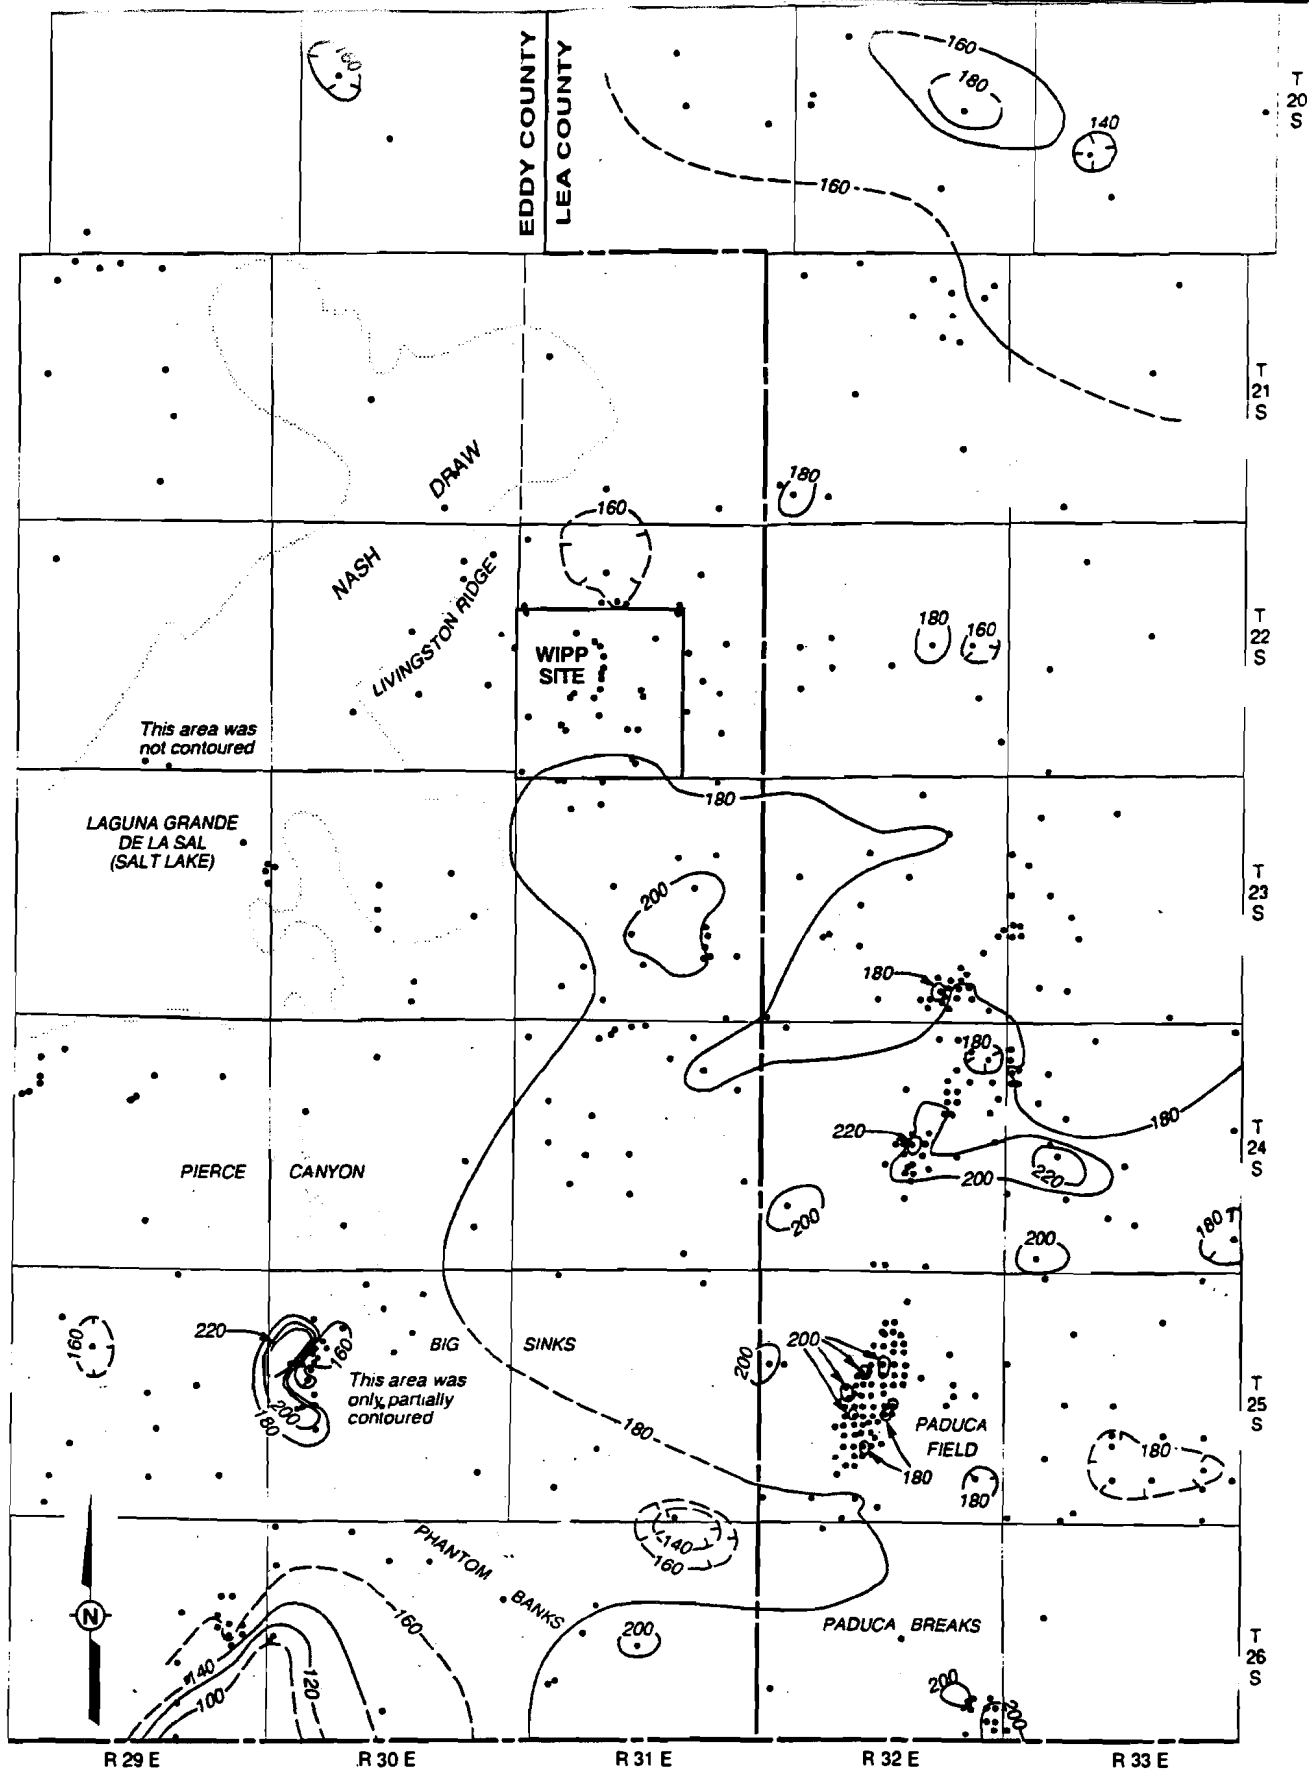 160
EDDY COUNTY
LEA COUNTY
160
180
140
T
20
S
160
T
21
S
180
DRAW
NASH
LIVINGSTON RIDGE
160
WIPP
SITE
180
160
T
22
S
This area was
not contoured
180
LAGUNA GRANDE
DE LA SAL
(SALT LAKE)
200
T
23
S
180
180
220
180
T
24
S
PIERCE CANYON
200
220
200
200
180
220
160
160
BIG SINKS
This area was
only partially
contoured
200
180
200
200
T
25
S
180
PADUCA
FIELD
180
180
180
140
160
PHANTOM
BANKS
N
160
200
PADUCA BREAKS
T
26
S
140
100
120
200
200
R 29 E
R 30 E
R 31 E
R 32 E
R 33 E